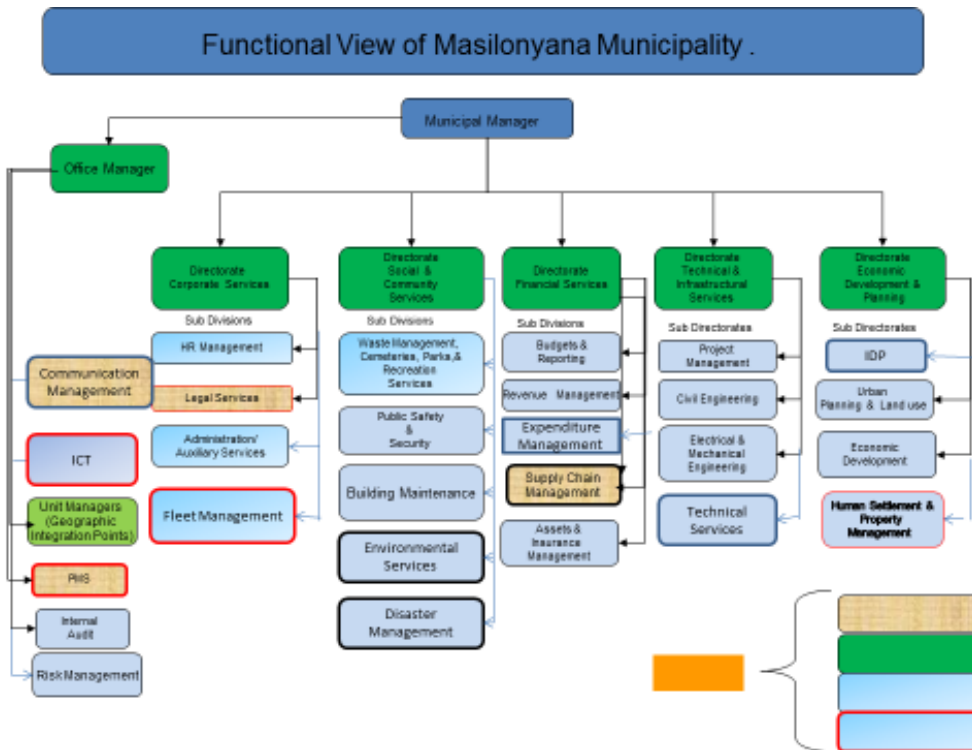 Functional View of Masilonyana Municipality .
Municipal Manager
Office Manager
Directorate
Corporate Services
Directorate
Social &
Community
Services
Directorate
Financial Services
Directorate
Technical &
Infrastructural
Services
Directorate
Economic
Development &
Planning
Sub Divisions
Sub Divisions
Sub Divisions
Sub Directorates
Sub Directorates
Communication
Management
ICT
Unit Managers
(Geographic
Integration Points)
PMS
Internal
Audit
Risk Management
HR Management
Legal Services
Administration/
Auxiliary Services
Fleet Management
Waste Management,
Cemeteries, Parks,&
Recreation
Services
Public Safety
&
Security
Building Maintenance
Environmental
Services
Disaster
Management
Budgets &
Reporting
Revenue Management
Expenditure
Management
Supply Chain
Management
Assets &
Insurance
Management
Project
Management
Civil Engineering
Electrical &
Mechanical
Engineering
Technical
Services
IDP
Urban
Planning & Land use
Economic
Development
Human Settlement &
Property
Management